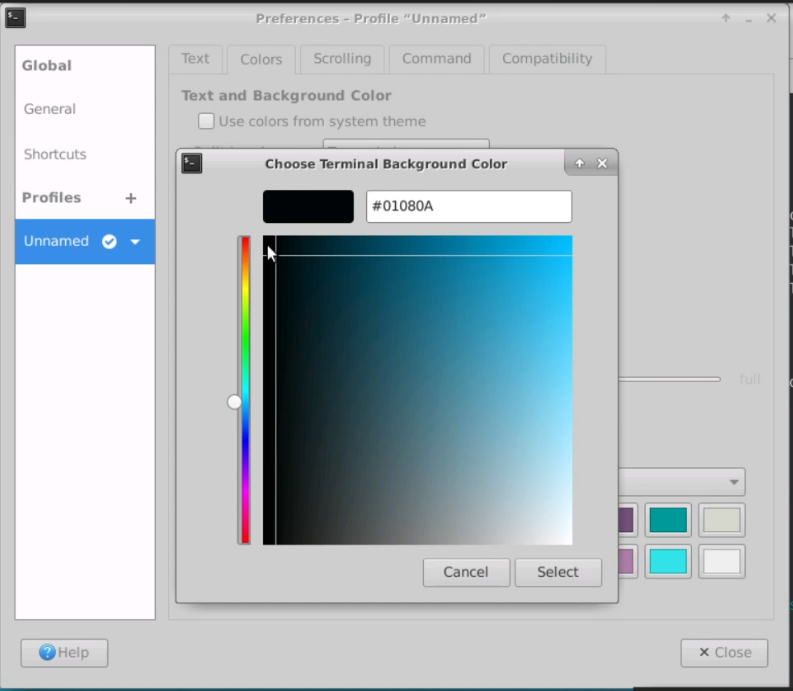 Preferences – Profile “Unnamed”
Global
General
Shortcuts
Profiles +
Unnamed
Text Colors Scrolling Command Compatibility
Text and Background Color
Use colors from system theme
Choose Terminal Background Color
#01080A
full
Cancel Select
Help
Close